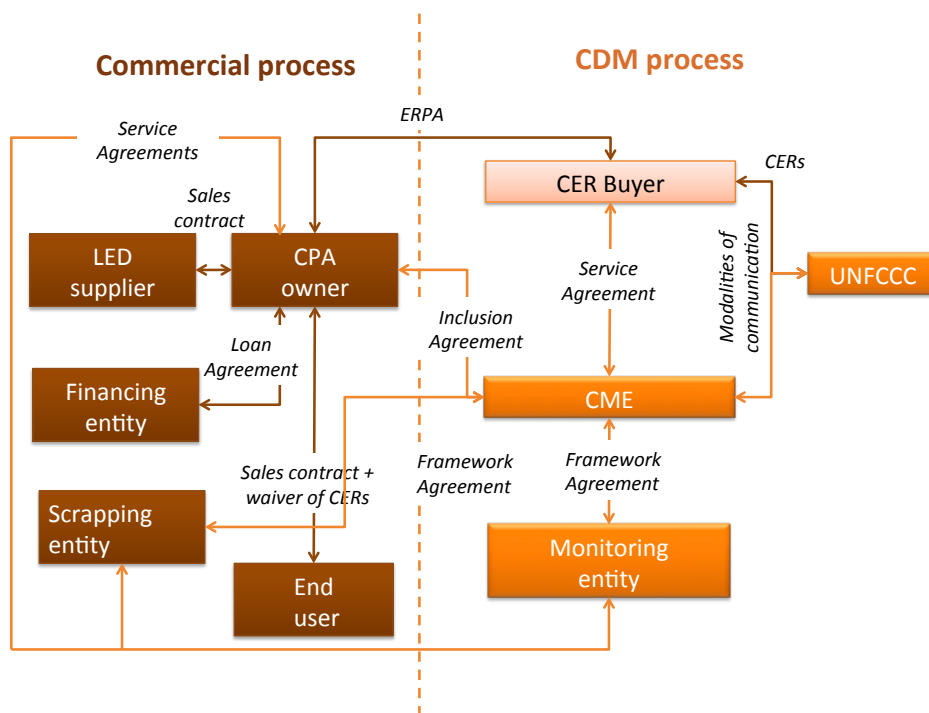 Commercial process
CDM process
ERPA
Service
Agreements
CERs
CER Buyer
Sales
contract
LED
supplier
CPA
owner
Service
Agreement
Modalities of
communication
UNFCCC
Inclusion
Agreement
Loan
Agreement
Financing
entity
CME
Sales contract +
waiver of CERs
Framework
Agreement
Framework
Agreement
Scrapping
entity
Monitoring
entity
End
user